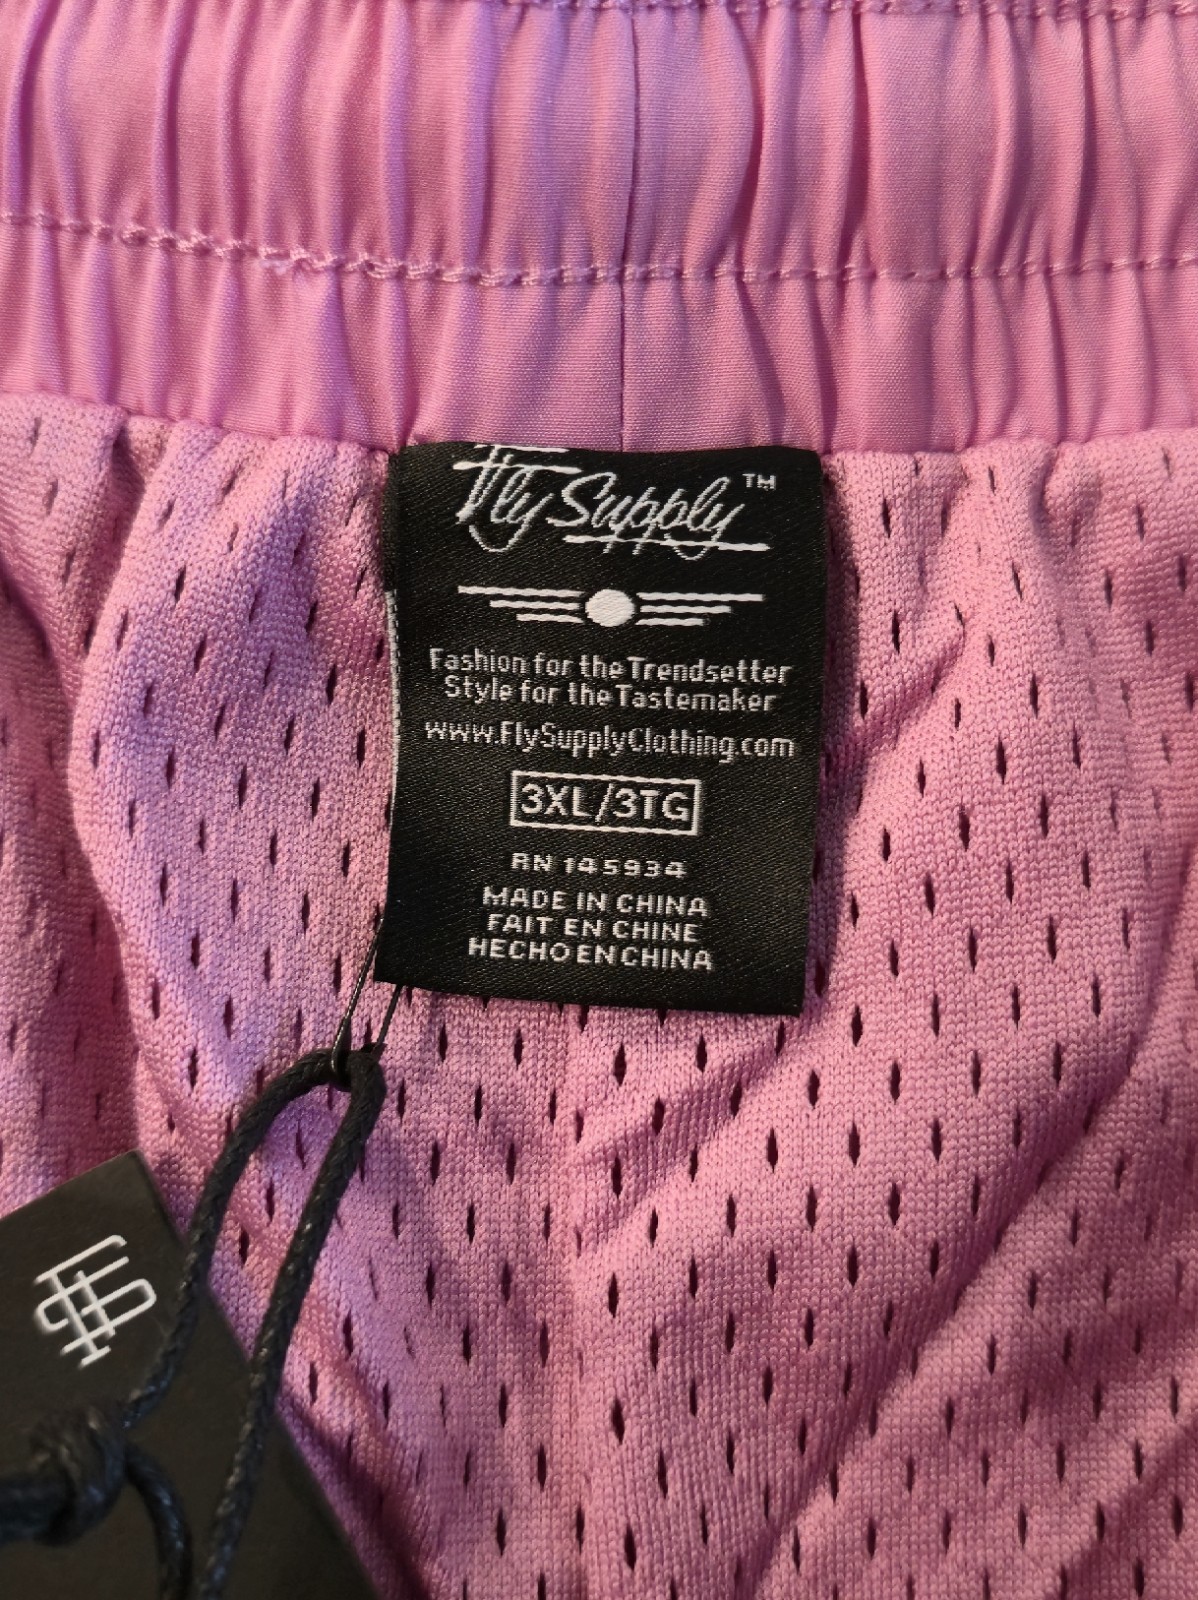 Fly Supply™
Fashion for the Trendsetter
Style for the Tastemaker
www.FlySupplyClothing.com
3XL/3TG
RN 145934
MADE IN CHINA
FAIT EN CHINE
HECHO EN CHINA
FS